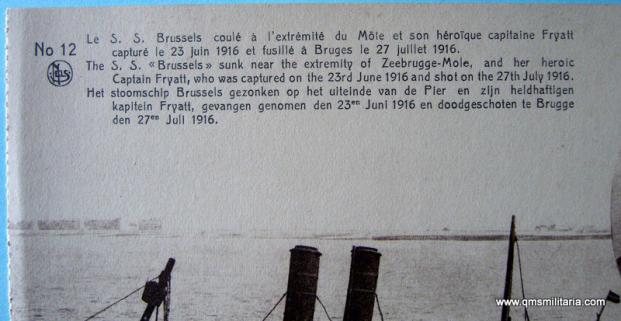 No 12
Le S. S. Brussels coulé à l'extrémité du Môle et son héroïque capitaine Fryatt
capturé le 23 juin 1916 et fusillé à Bruges le 27 juillet 1916.
The S. S. «Brussels» sunk near the extremity of Zeebrugge-Mole, and her heroic
Captain Fryatt, who was captured on the 23rd June 1916 and shot on the 27th July 1916.
Het stoomschip Brussels gezonken op het uiteinde van de Pier en zijn heldhaftigen
kapitein Fryatt, gevangen genomen den 23en Juni 1916 en doodgeschoten te Brugge
den 27en Juli 1916.
www.qmsmilitaria.com